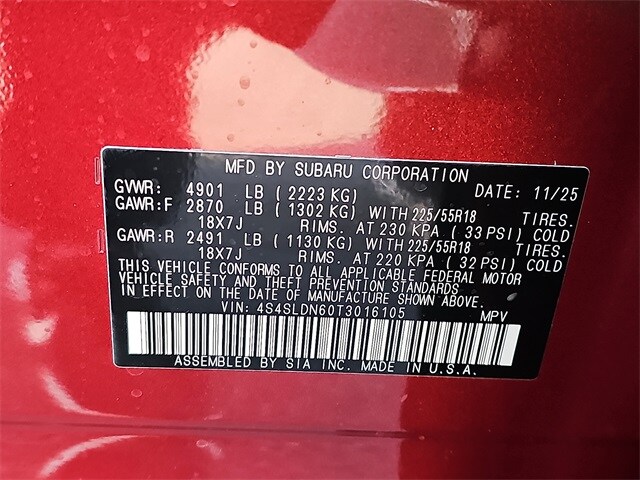 MFD BY SUBARU CORPORATION
GVWR: 4901 LB ( 2223 KG) DATE: 11/25
GAWR:F 2870 LB ( 1302 KG) WITH 225/55R18 TIRES.
18X7J RIMS. AT 230 KPA ( 33 PSI) COLD
GAWR:R 2491 LB ( 1130 KG) WITH 225/55R18 TIRES.
18X7J RIMS. AT 220 KPA ( 32 PSI) COLD
THIS VEHICLE CONFORMS TO ALL APPLICABLE FEDERAL MOTOR
VEHICLE SAFETY AND THEFT PREVENTION STANDARDS
IN EFFECT ON THE DATE OF MANUFACTURE SHOWN ABOVE.
VIN: 4S4SLDN60T3016105 MPV
ASSEMBLED BY SIA INC. MADE IN U.S.A.